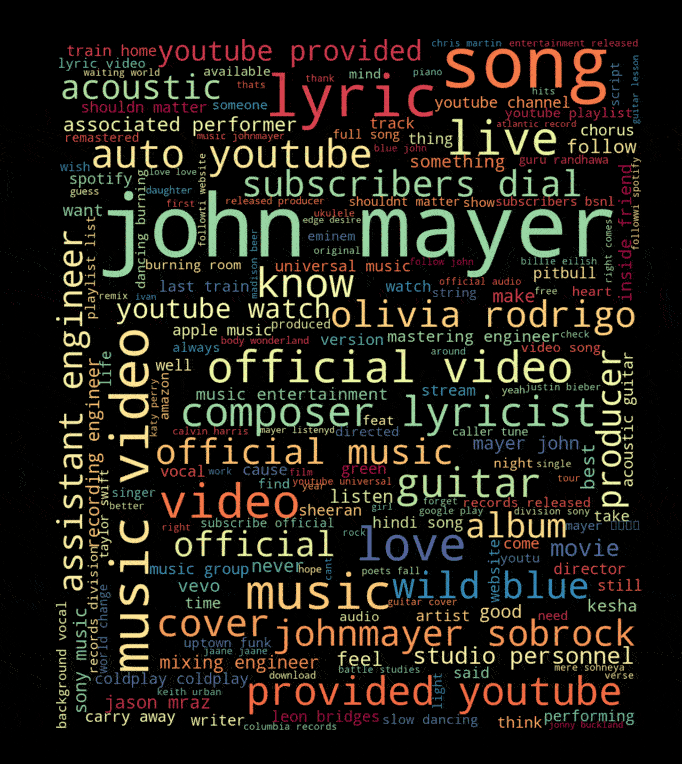 chris martin
entertainment released
train home
youtube provided
song
lyric video
waiting world
available
thats
lyric
thank
mind
piano
hits
script
guitar lesson
acoustic
shouldn matter
someone
youtube channel
youtube playlist
associated performer
track
atlantic record
remastered
music johnmayer
full song
thing
live
chorus
follow
auto youtube
blue john
something
guru randhawa
wish
love love
spotify
guess
daughter
subscribers dial
followti website
dancing burning
want
first
released producer
shouldnt matter
show
subscribers bsnl
inside friend
followwi spotify
ukulele
edge desire
john mayer
eminem
original
right comes
playlist list
burning room
madison beer
universal music
follow john
billie eilish
pitbull
last train
know
official audio
watch
string
make
free
heart
assistant engineer
remix
ivan
youtube watch
produced
olivia rodrigo
apple music
version
mastering engineer
check
body wonderland
always
around
video song
well
official video
life
music video
katy perry
amazon
music entertainment
stream
yeah
justin bieber
producer
acoustic guitar
composer lyricist
feat
calvin harris
mayer listenyd
directed
caller tune
official music
mayer john
recording engineer
night
single
best
vocal
work
cause
film
green
guitar
find
youtube universal
year
girl
tour
taylor swift
singer
better
video
sheeran
listen
forget
google play
records released
division sony
take
subscribe official
hindi song
album
mayer
right
rock
official
love
come
movie
records division
never
website
youtu
music group
hope
cant
poets fall
director
vevo
music
wild blue
still
time
guitar cover
kesha
background vocal
sony music
world change
cover
audio
artist
good
need
johnmayer sobrock
uptown funk
jaane jaane
feel
studio personnel
mixing engineer
battle studies
said
mere sohneya
coldplay coldplay
download
light
verse
keith urban
provided youtube
jason mraz
carry away
writer
leon bridges
slow dancing
think
performing
columbia records
jonny buckland